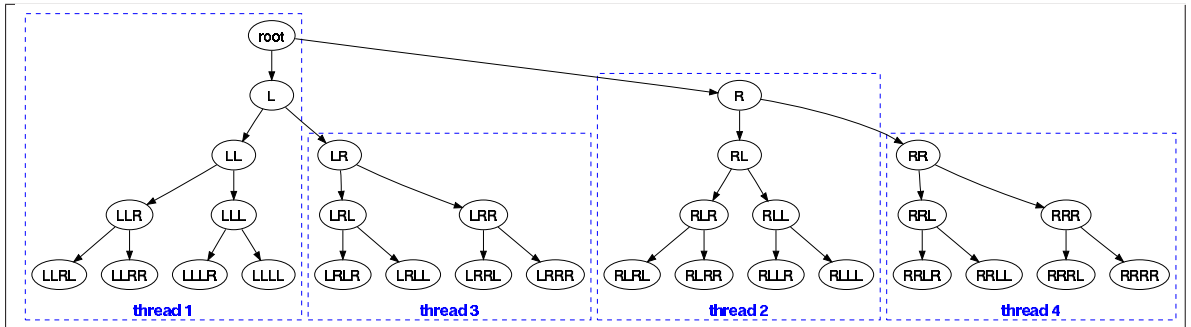 root
L
R
LL
LR
RL
RR
LLR
LLL
LRL
LRR
RLR
RLL
RRL
RRR
LLRL
LLRR
LLLR
LLLL
LRLR
LRLL
LRRL
LRRR
RLRL
RLRR
RLLR
RLLL
RRLR
RRLL
RRRL
RRRR
thread 1
thread 3
thread 2
thread 4